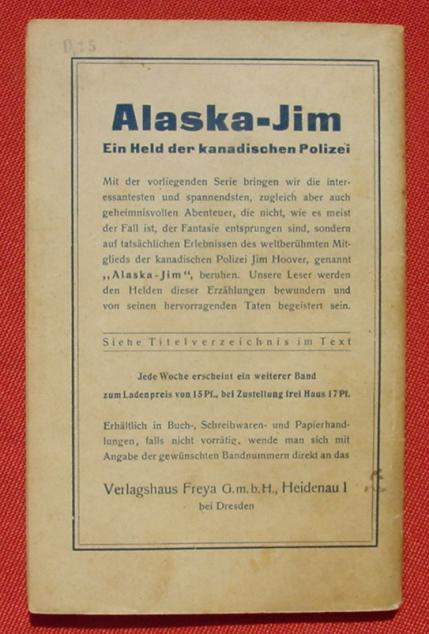 D, : 5
Alaska-Jim
Ein Held der kanadischen Polizei
Mit der vorliegenden Serie bringen wir die inter-
essantesten und spannendsten, zugleich aber auch
geheimnisvollen Abenteuer, die nicht, wie es meist
der Fall ist, der Fantasie entsprungen sind, sondern
auf tatsächlichen Erlebnissen des weltberühmten Mit-
glieds der kanadischen Polizei Jim Hoover, genannt
„Alaska-Jim“, beruhen. Unsere Leser werden
den Helden dieser Erzählungen bewundern und
von seinen hervorragenden Taten begeistert sein.
Siehe Titelverzeichnis im Text
Jede Woche erscheint ein weiterer Band
zum Ladenpreis von 15 Pf., bei Zustellung frei Haus 17 Pf.
Erhältlich in Buch-, Schreibwaren- und Papierhand-
lungen, falls nicht vorrätig, wende man sich mit
Angabe der gewünschten Bandnummern direkt an das
Verlagshaus Freya G.m.b.H., Heidenau I
bei Dresden